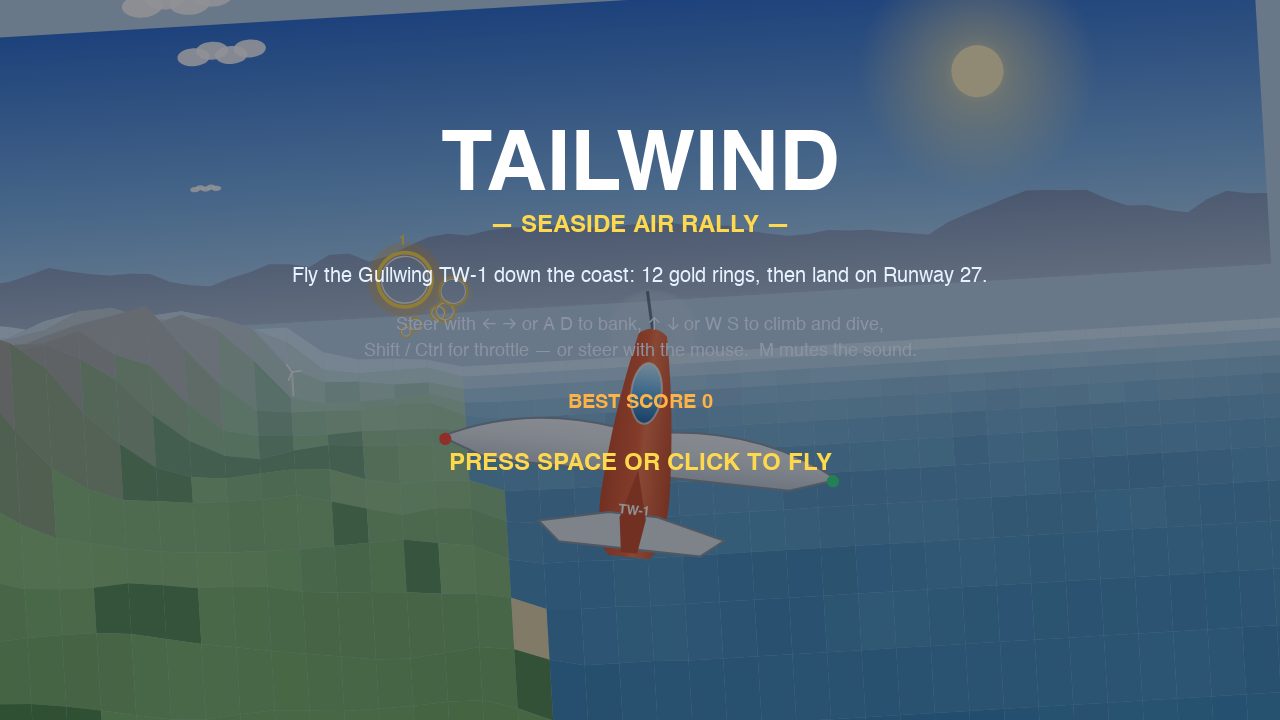 TAILWIND
— SEASIDE AIR RALLY —
1
Fly the Gullwing TW-1 down the coast: 12 gold rings, then land on Runway 27.
Steer with ← → or A D to bank, ↑ ↓ or W S to climb and dive,
Shift / Ctrl for throttle — or steer with the mouse.  M mutes the sound.
BEST SCORE 0
PRESS SPACE OR CLICK TO FLY
TW-1